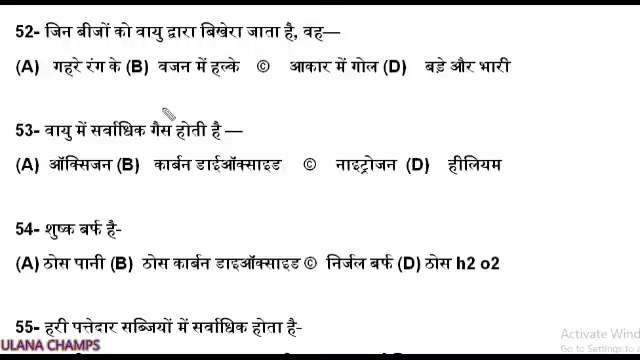 52- जिन बीजों को वायु द्वारा बिखेरा जाता है, वह—
(A) गहरे रंग के (B) वजन में हल्के © आकार में गोल (D) बड़े और भारी
53- वायु में सर्वाधिक गैस होती है —
(A) ऑक्सिजन (B) कार्बन डाईऑक्साइड © नाइट्रोजन (D) हीलियम
54- शुष्क बर्फ है-
(A) ठोस पानी (B) ठोस कार्बन डाइऑक्साइड © निर्जल बर्फ (D) ठोस h2 o2
55- हरी पत्तेदार सब्जियों में सर्वाधिक होता है-
ULANA CHAMPS
Activate Windows
Go to Settings to